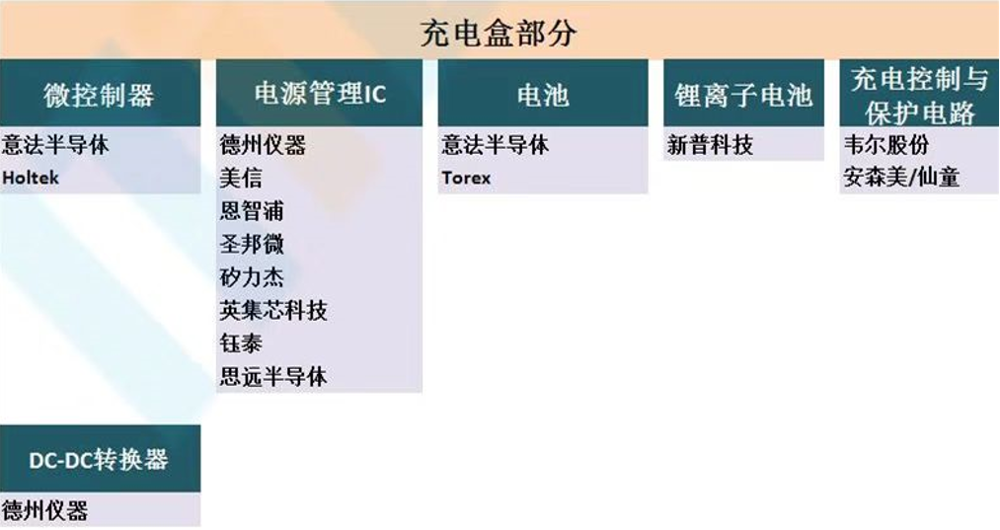 充电盒部分
微控制器
意法半导体
Holtek
电源管理IC
德州仪器
美信
恩智浦
圣邦微
矽力杰
英集芯科技
钰泰
思远半导体
电池
意法半导体
Torex
锂离子电池
新普科技
充电控制与
保护电路
韦尔股份
安森美/仙童
DC-DC转换器
德州仪器